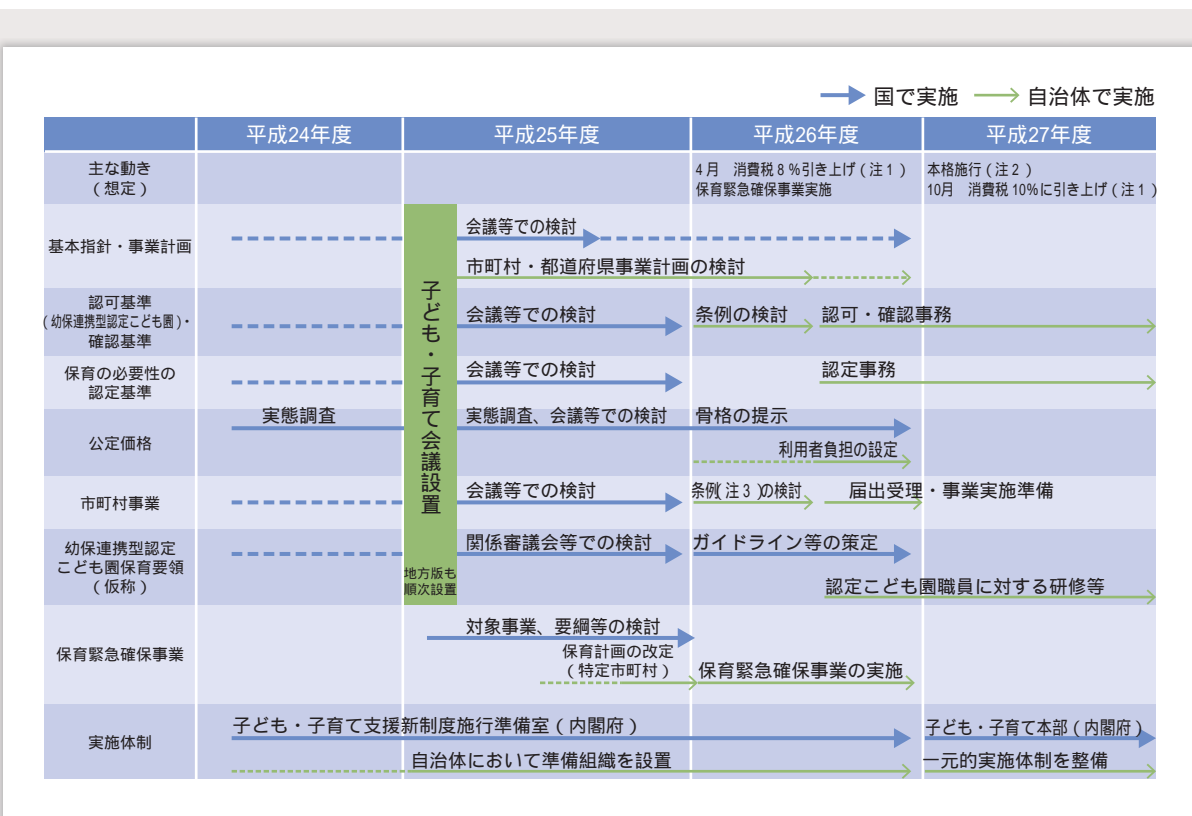 国で実施 自治体で実施
平成24年度 平成25年度 平成26年度 平成27年度
主な動き
(想定)
4月 消費税8%引き上げ(注1)
保育緊急確保事業実施
本格施行(注2)
10月 消費税10%に引き上げ(注1)
子ども・子育て会議設置
地方版も
順次設置
基本指針・事業計画
会議等での検討
市町村・都道府県事業計画の検討
認可基準
(幼保連携型認定こども園)・
確認基準
会議等での検討 条例の検討 認可・確認事務
保育の必要性の
認定基準
会議等での検討 認定事務
公定価格
実態調査 実態調査、会議等での検討 骨格の提示
利用者負担の設定
市町村事業
会議等での検討 条例(注3)の検討 届出受理・事業実施準備
幼保連携型認定
こども園保育要領
(仮称)
関係審議会等での検討 ガイドライン等の策定
認定こども園職員に対する研修等
保育緊急確保事業
対象事業、要綱等の検討
保育計画の改定
(特定市町村)
保育緊急確保事業の実施
実施体制
子ども・子育て支援新制度施行準備室(内閣府) 子ども・子育て本部(内閣府)
自治体において準備組織を設置 一元的実施体制を整備